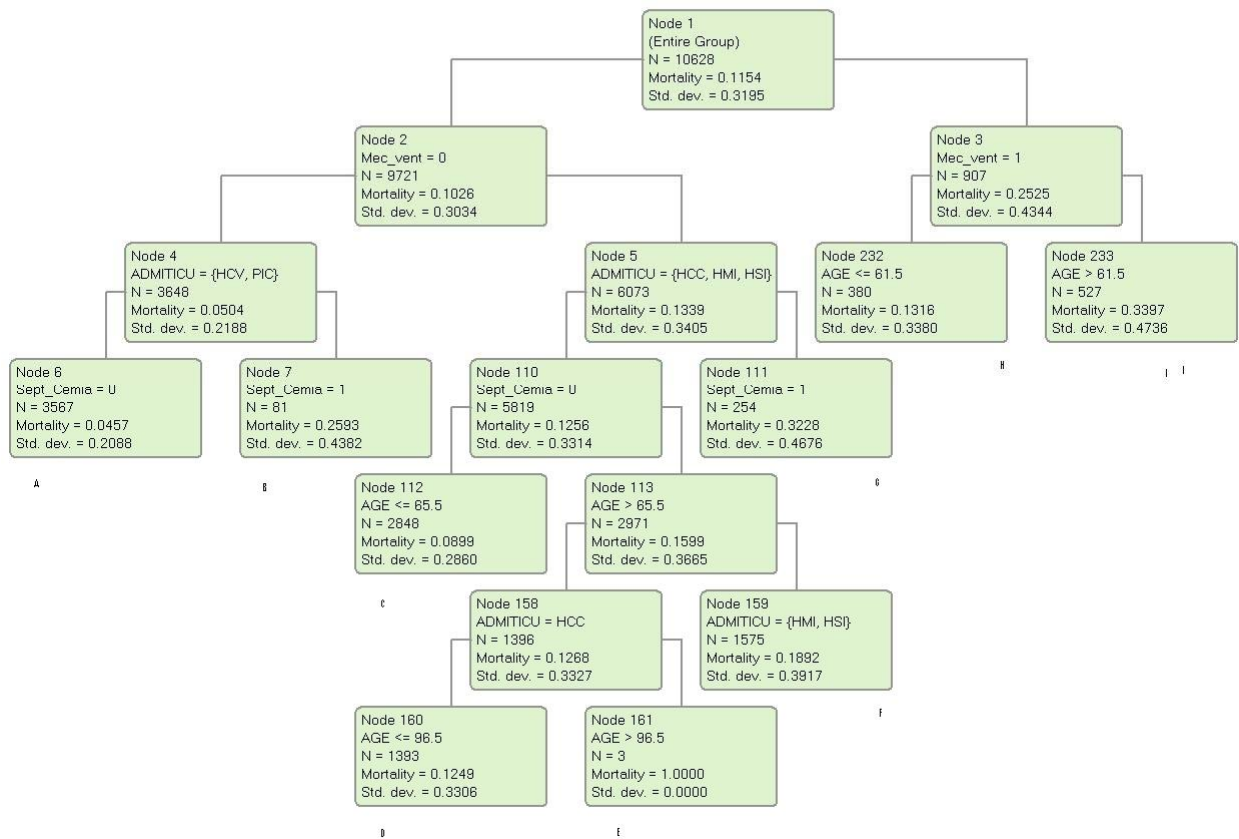 Node 1
(Entire Group)
N = 10628
Mortality = 0.1154
Std. dev. = 0.3195
Node 2
Mec_vent = 0
N = 9721
Mortality = 0.1026
Std. dev. = 0.3034
Node 3
Mec_vent = 1
N = 907
Mortality = 0.2525
Std. dev. = 0.4344
Node 4
ADMITICU = {HCV, PIC}
N = 3648
Mortality = 0.0504
Std. dev. = 0.2188
Node 5
ADMITICU = {HCC, HMI, HSI}
N = 6073
Mortality = 0.1339
Std. dev. = 0.3405
Node 232
AGE <= 61.5
N = 380
Mortality = 0.1316
Std. dev. = 0.3380
Node 233
AGE > 61.5
N = 527
Mortality = 0.3397
Std. dev. = 0.4736
H
I I
Node 6
Sept_Cemia = 0
N = 3567
Mortality = 0.0457
Std. dev. = 0.2088
Node 7
Sept_Cemia = 1
N = 81
Mortality = 0.2593
Std. dev. = 0.4382
Node 110
Sept_Cemia = 0
N = 5819
Mortality = 0.1256
Std. dev. = 0.3314
Node 111
Sept_Cemia = 1
N = 254
Mortality = 0.3228
Std. dev. = 0.4676
A
B
G
Node 112
AGE <= 65.5
N = 2848
Mortality = 0.0899
Std. dev. = 0.2860
Node 113
AGE > 65.5
N = 2971
Mortality = 0.1599
Std. dev. = 0.3665
C
Node 158
ADMITICU = HCC
N = 1396
Mortality = 0.1268
Std. dev. = 0.3327
Node 159
ADMITICU = {HMI, HSI}
N = 1575
Mortality = 0.1892
Std. dev. = 0.3917
F
Node 160
AGE <= 96.5
N = 1393
Mortality = 0.1249
Std. dev. = 0.3306
Node 161
AGE > 96.5
N = 3
Mortality = 1.0000
Std. dev. = 0.0000
D
E